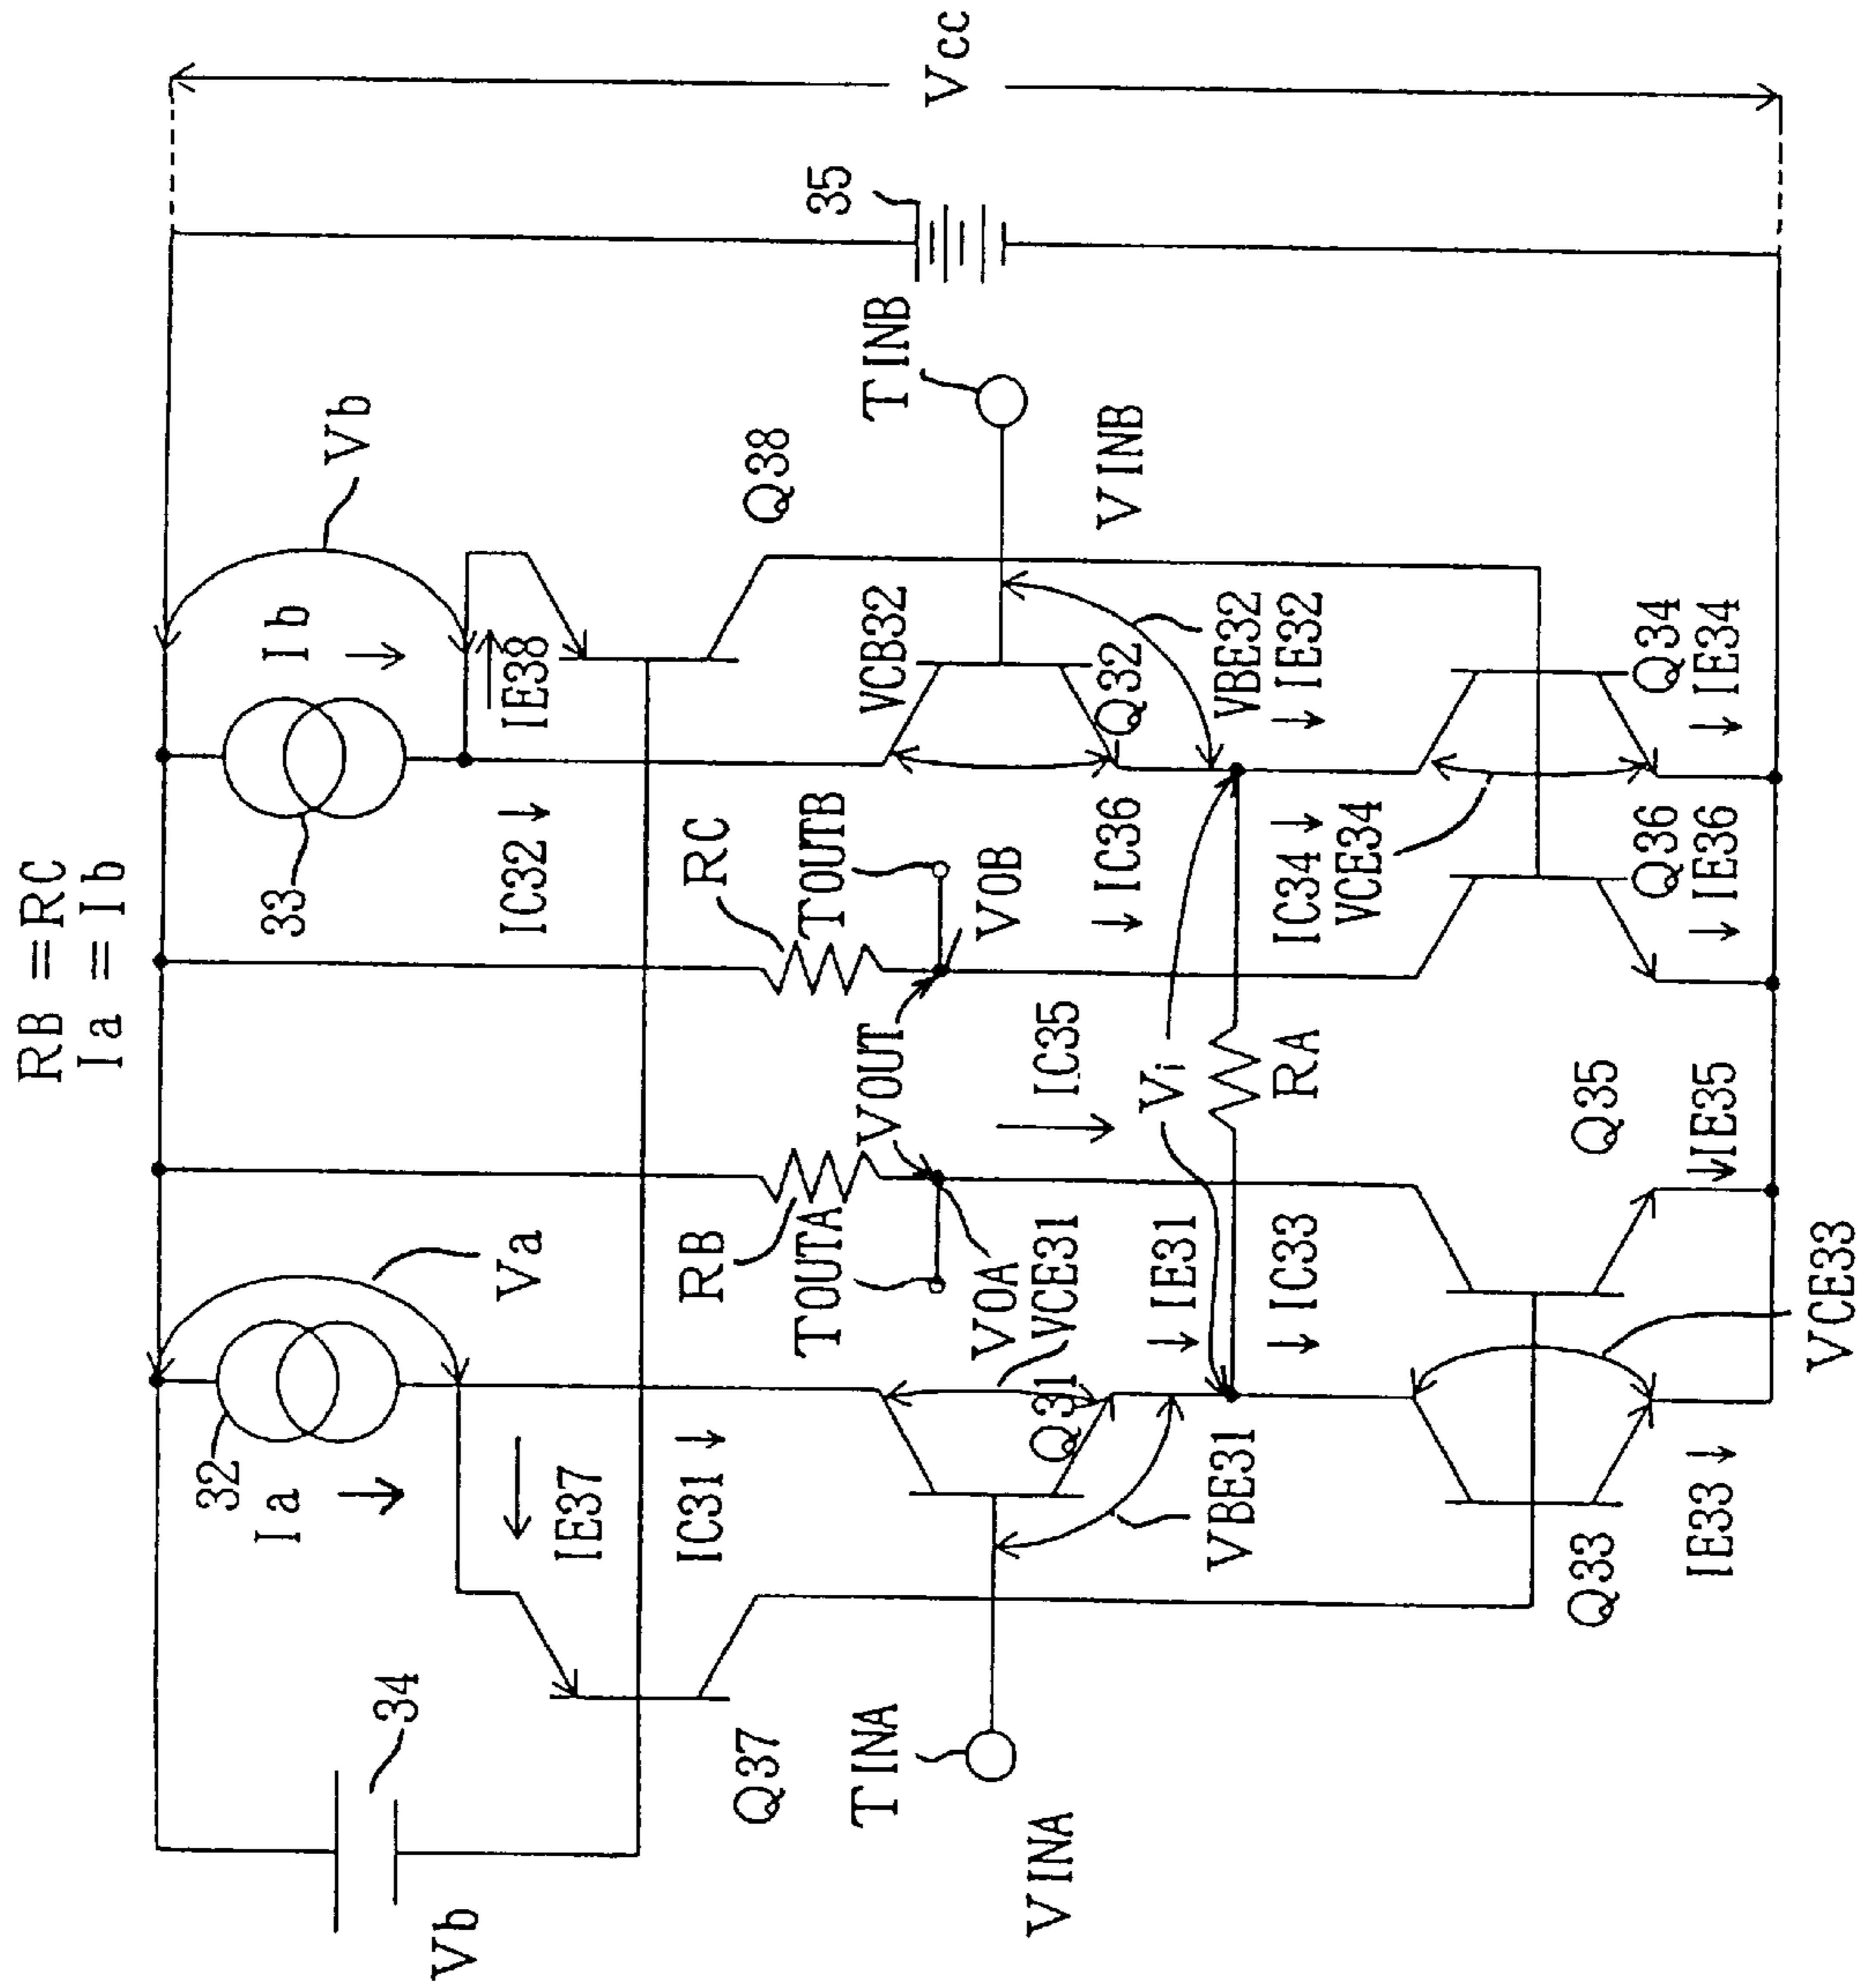 RB = RC
Ia = Ib
Vcc
35
Vb
Ib
33
IE38
Q38
TINB
VINB
IC32
VCB32
Q32
VBE32
IE32
RC
TOUTB
VOB
IC36
IC34
VCE34
Q34
IE34
Q36
IE36
VOUT
IC35
Vi
RA
Q35
IE35
Va
32
Ia
RB
TOUTA
VOA
VCE31
IE31
IC33
VCE33
IE37
IC31
Q31
VBE31
Q33
IE33
34
Vb
Q37
TINA
VINA